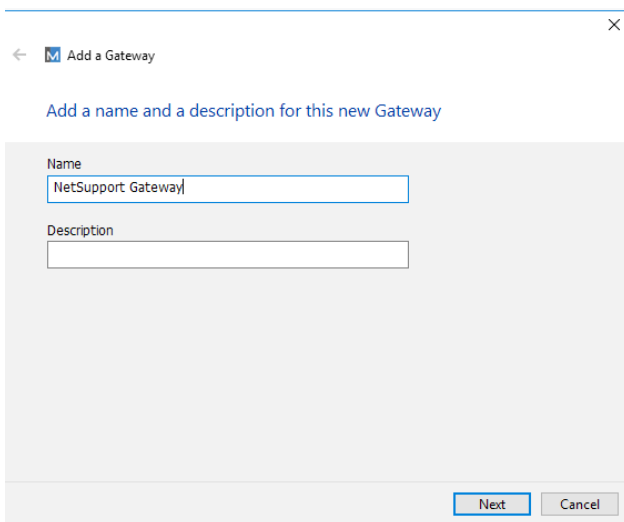 Add a Gateway
Add a name and a description for this new Gateway
Name
NetSupport Gateway
Description
Next
Cancel